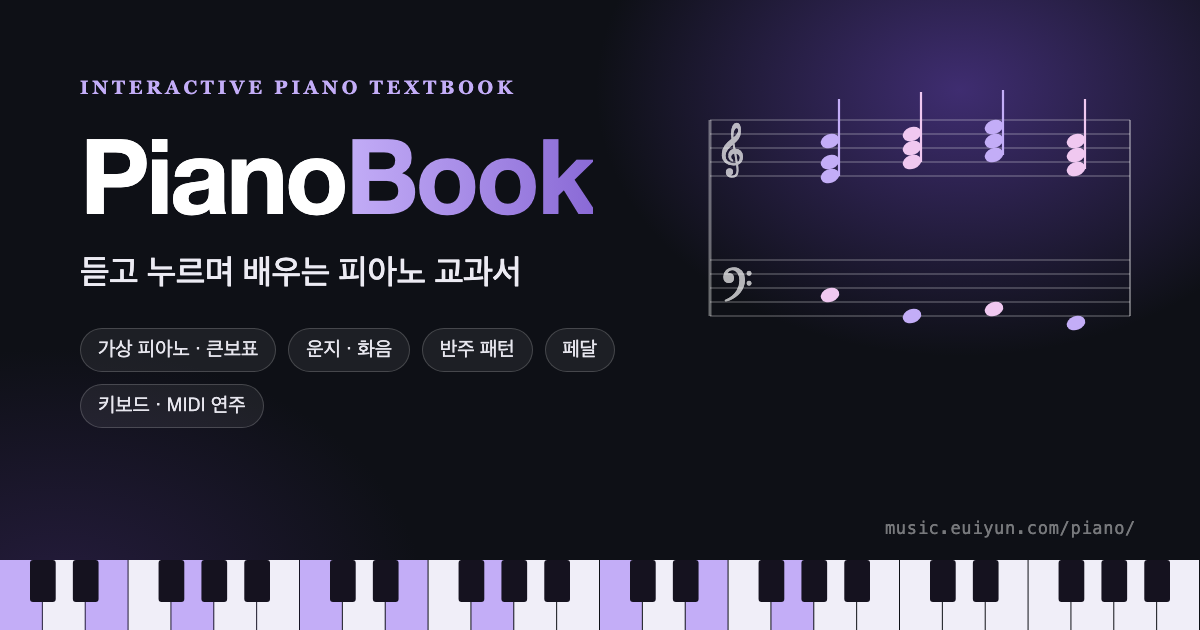 INTERACTIVE PIANO TEXTBOOK
PianoBook
듣고 누르며 배우는 피아노 교과서
가상 피아노 · 큰보표 운지 · 화음 반주 패턴 페달
키보드 · MIDI 연주
music.euiyun.com/piano/